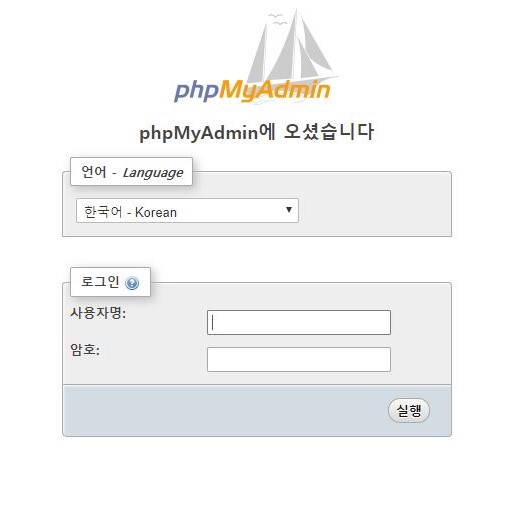 phpMyAdmin
phpMyAdmin에 오셨습니다
언어 - Language
한국어 - Korean
로그인
사용자명:
암호:
실행